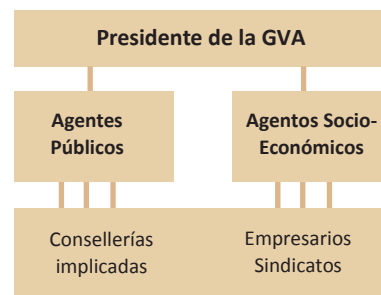 Presidente de la GVA
Agentes
Públicos
Agentos Socio-
Económicos
Consellerías
implicadas
Empresarios
Sindicatos